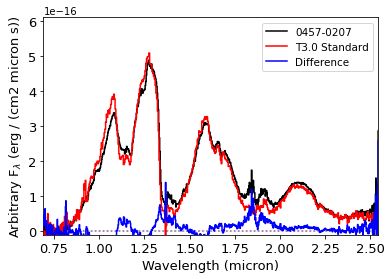 1e−16
0457-0207
T3.0 Standard
Difference
Arbitrary Fλ (erg / (cm2 micron s))
6
5
4
3
2
1
0
0.75 1.00 1.25 1.50 1.75 2.00 2.25 2.50
Wavelength (micron)